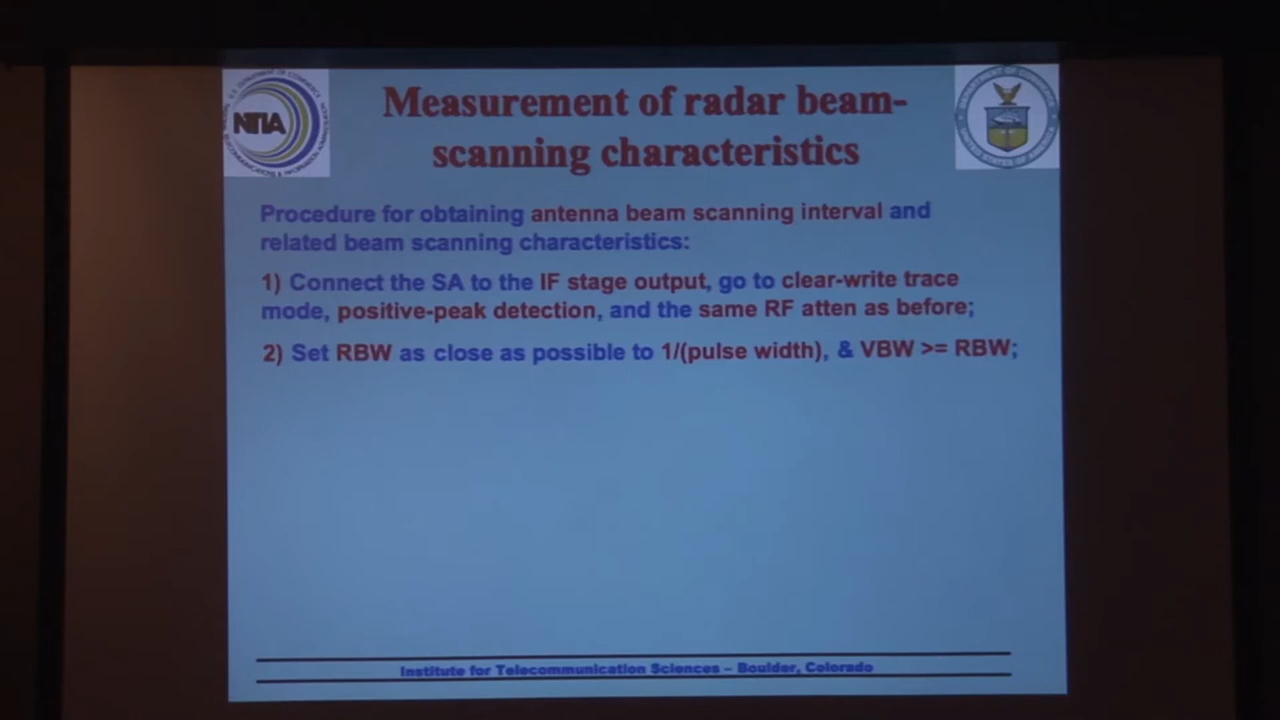 Measurement of radar beam-
scanning characteristics
NTIA
Procedure for obtaining antenna beam scanning interval and
related beam scanning characteristics:
1) Connect the SA to the IF stage output, go to clear-write trace
mode, positive-peak detection, and the same RF atten as before;
2) Set RBW as close as possible to 1/(pulse width), & VBW >= RBW;
Institute for Telecommunication Sciences – Boulder, Colorado